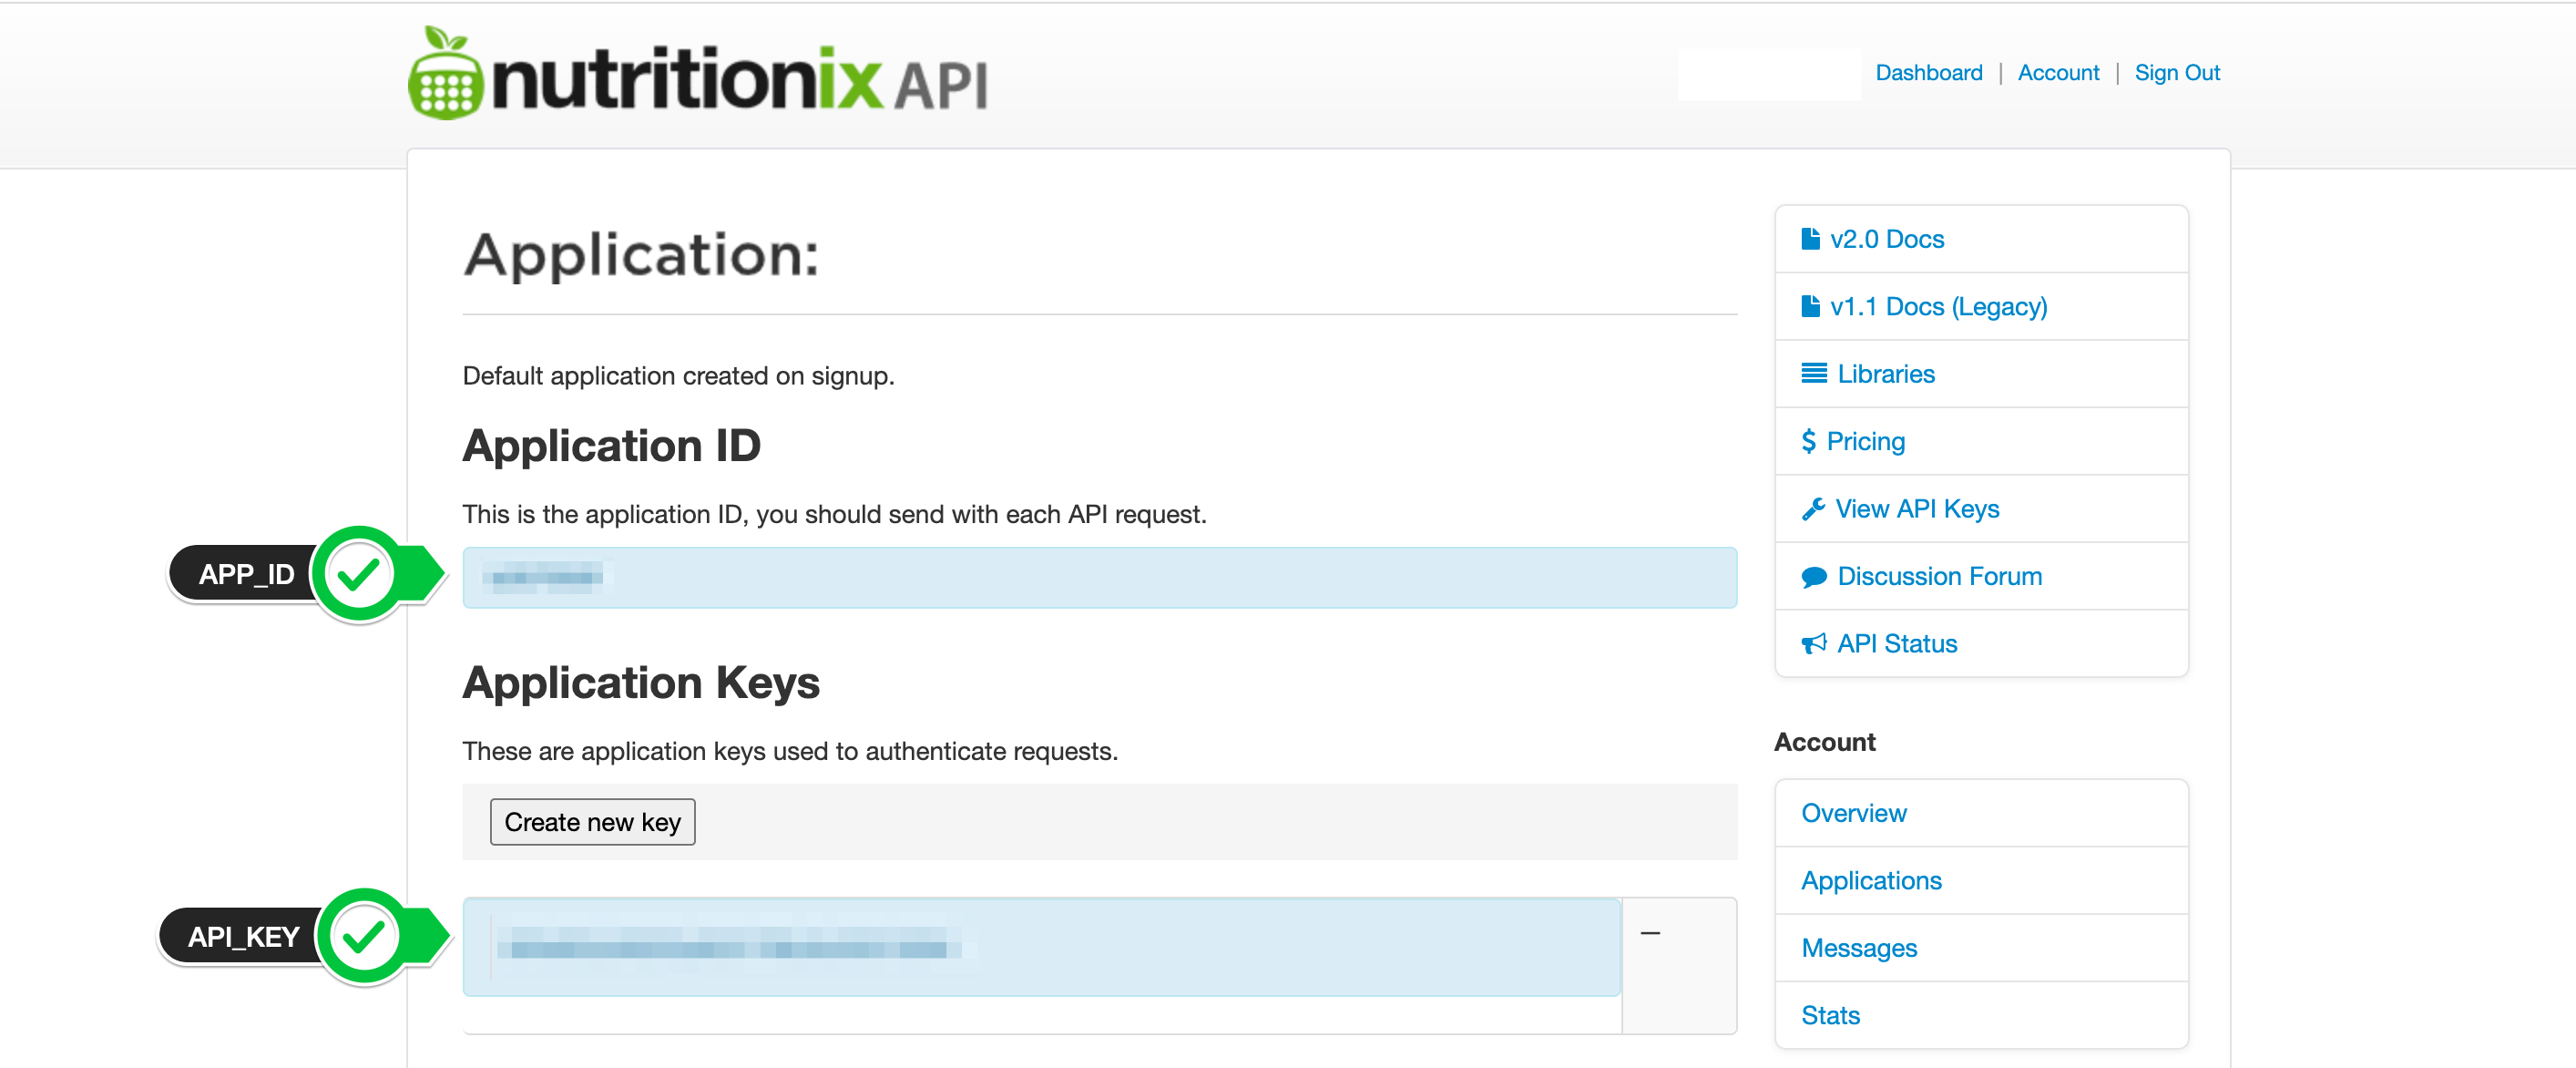 nutritionix API
Dashboard | Account | Sign Out
Application:
Default application created on signup.
Application ID
This is the application ID, you should send with each API request.
APP_ID
Application Keys
These are application keys used to authenticate requests.
Create new key
API_KEY
v2.0 Docs
v1.1 Docs (Legacy)
Libraries
$ Pricing
View API Keys
Discussion Forum
API Status
Account
Overview
Applications
Messages
Stats